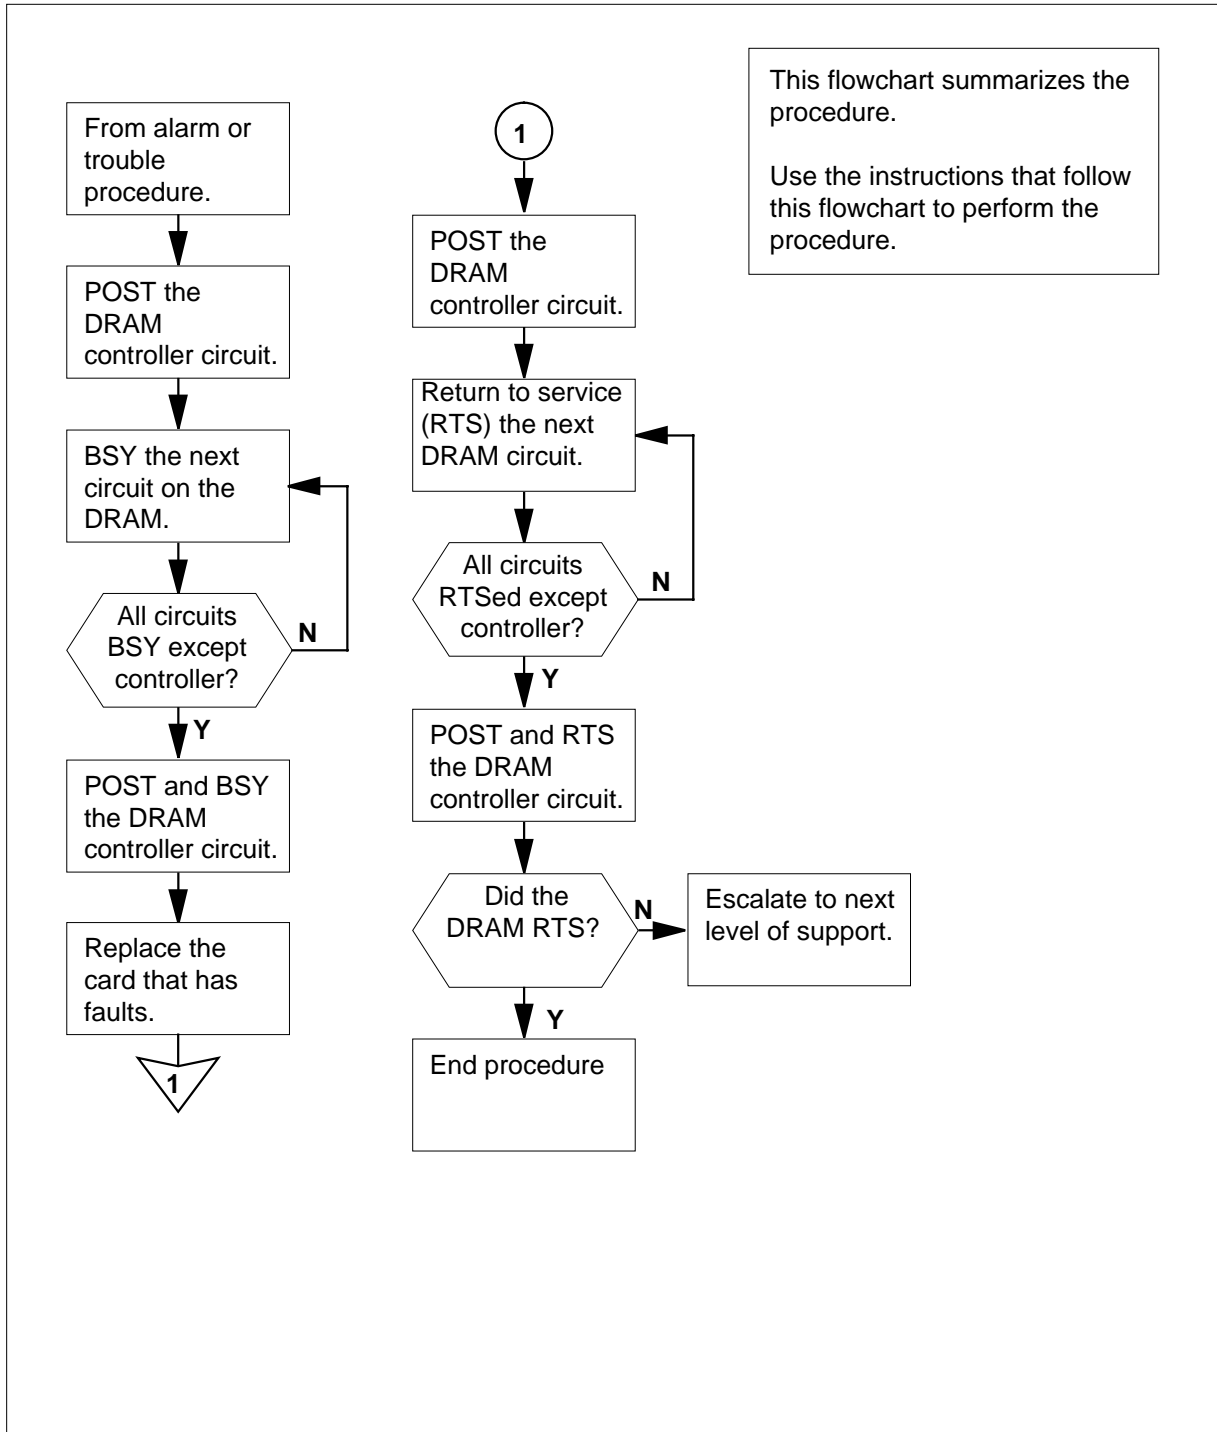 From alarm or
trouble
procedure.
POST the
DRAM
controller circuit.
BSY the next
circuit on the
DRAM.
All circuits
BSY except
controller?
N
Y
POST and BSY
the DRAM
controller circuit.
Replace the
card that has
faults.
1
1
POST the
DRAM
controller circuit.
Return to service
(RTS) the next
DRAM circuit.
All circuits
RTSed except
controller?
N
Y
POST and RTS
the DRAM
controller circuit.
Did the
DRAM RTS?
N
Escalate to next
level of support.
Y
End procedure
This flowchart summarizes the
procedure.
Use the instructions that follow
this flowchart to perform the
procedure.